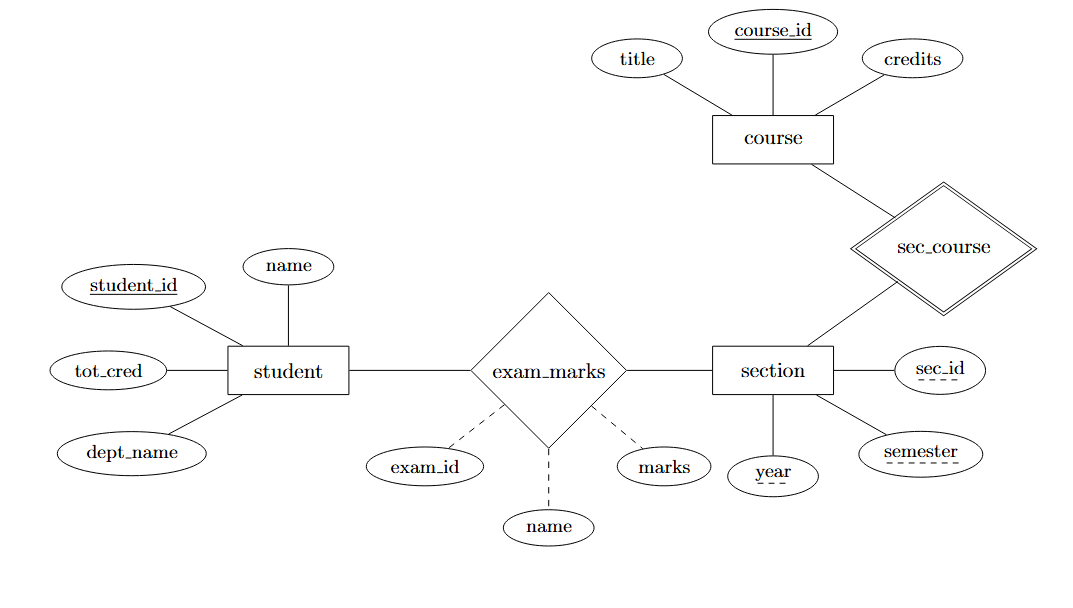 course_id
title
credits
course
sec_course
name
student_id
tot_cred
student
exam_marks
section
sec_id
dept_name
exam_id
marks
year
semester
name